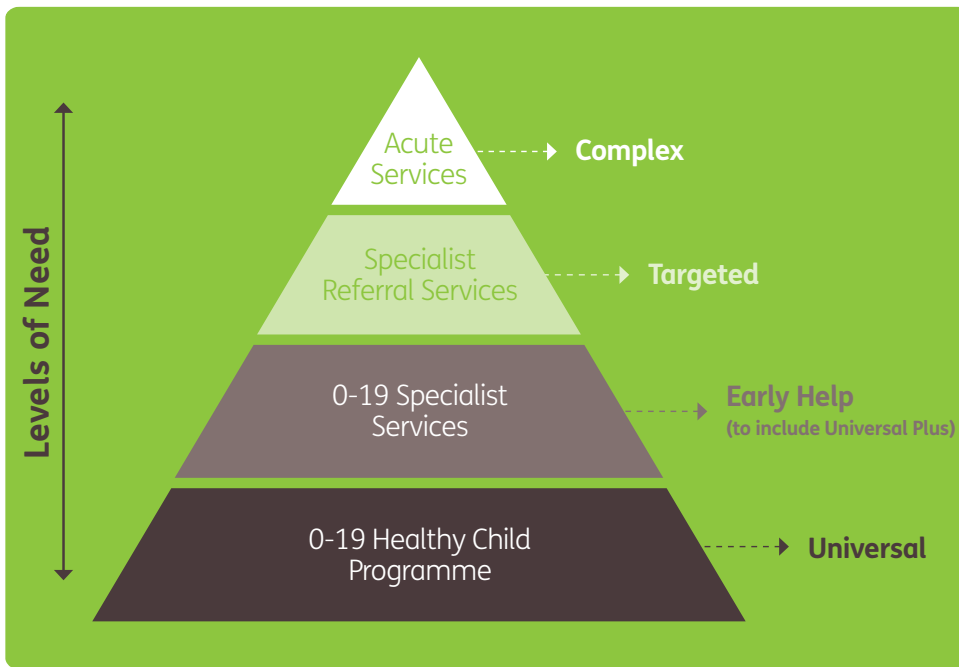 Levels of Need
Acute
Services
Complex
Specialist
Referral Services
Targeted
0-19 Specialist
Services
Early Help
(to include Universal Plus)
0-19 Healthy Child
Programme
Universal